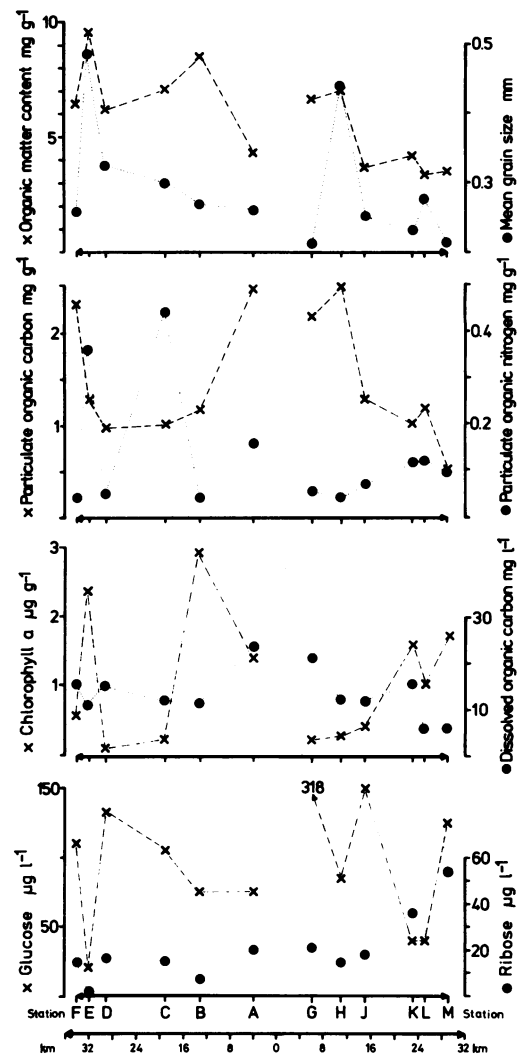 10
5
× Organic matter content mg g-1
0.5
0.3
● Mean grain size mm
2
1
× Particulate organic carbon mg g-1
0.4
0.2
● Particulate organic nitrogen mg g-1
3
2
1
× Chlorophyll a µg g-1
30
10
● Dissolved organic carbon mg l-1
150
50
× Glucose µg l-1
318
60
40
20
● Ribose µg l-1
Station F E D C B A G H J K L M Station
km 32 24 16 8 0 8 16 24 32 km